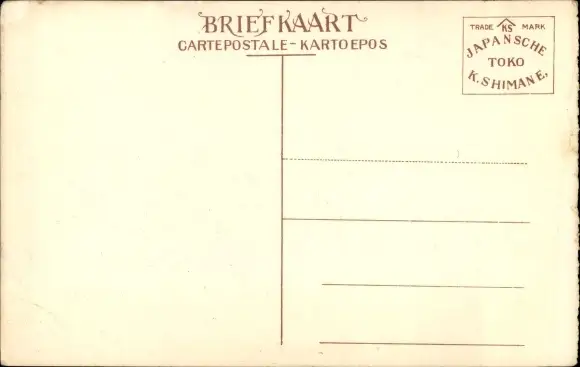 BRIEFKAART
CARTEPOSTALE-KARTOEPOS
TRADE KS MARK
JAPANSCHE
TOKO
K.SHIMANE,